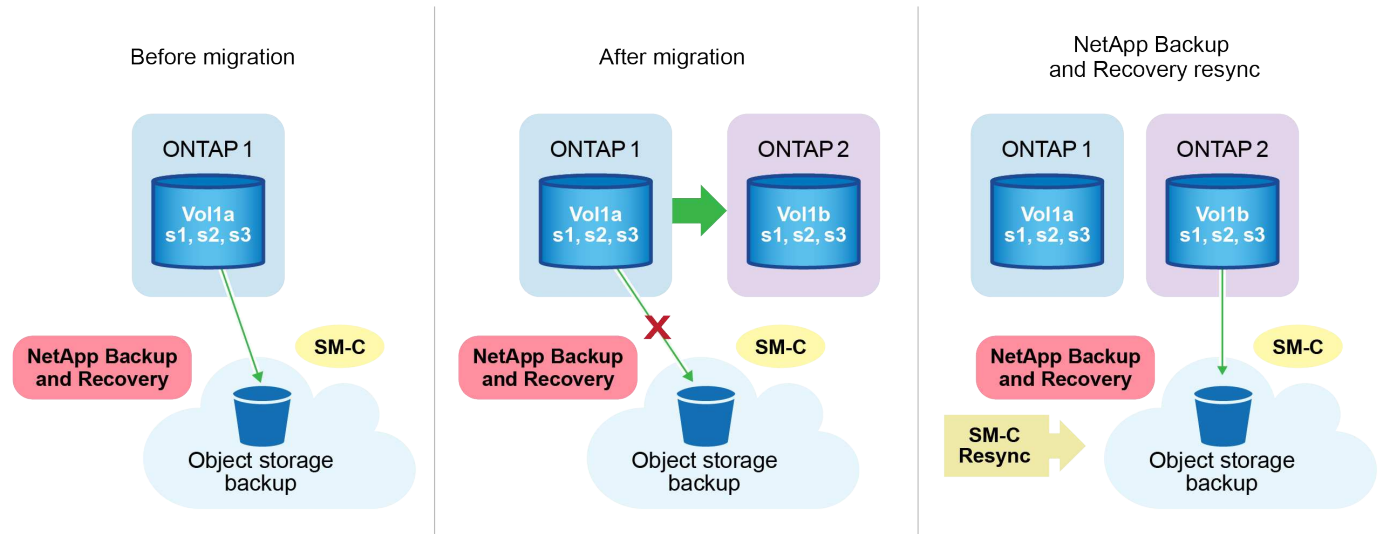 Before migration
ONTAP 1
Vol1a
s1, s2, s3
SM-C
NetApp Backup
and Recovery
Object storage
backup
After migration
ONTAP 1
Vol1a
s1, s2, s3
ONTAP 2
Vol1b
s1, s2, s3
X
SM-C
NetApp Backup
and Recovery
Object storage
backup
NetApp Backup
and Recovery resync
ONTAP 1
Vol1a
s1, s2, s3
ONTAP 2
Vol1b
s1, s2, s3
SM-C
NetApp Backup
and Recovery
SM-C
Resync
Object storage
backup